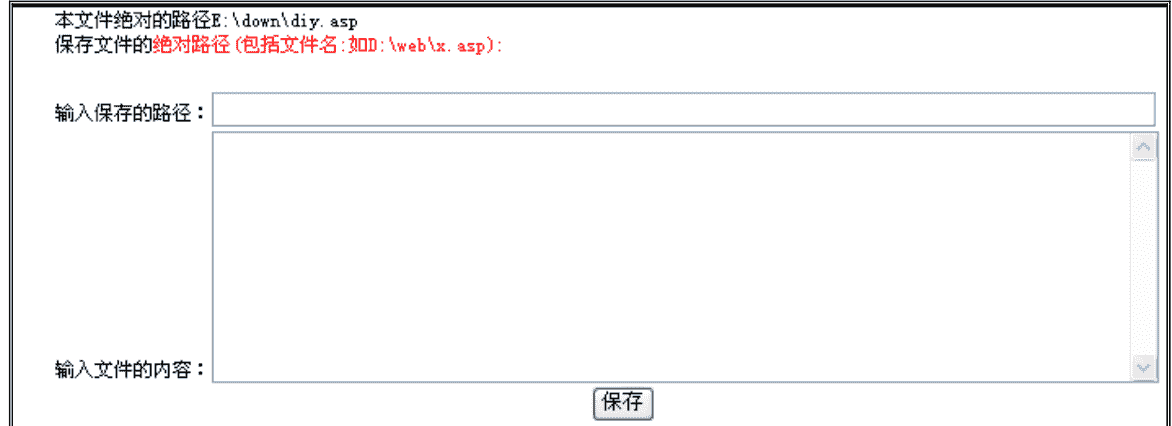 本文件绝对的路径E:\down\diy.asp
保存文件的绝对路径(包括文件名:如D:\web\x.asp):
输入保存的路径：
输入文件的内容：
保存